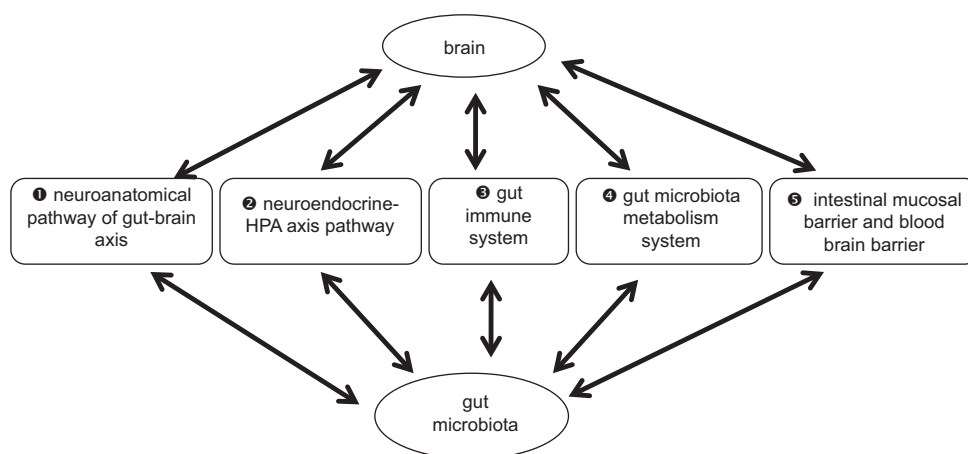 brain
❶ neuroanatomical
pathway of gut-brain
axis
❷ neuroendocrine-
HPA axis pathway
❸ gut
immune
system
❹ gut microbiota
metabolism
system
❺ intestinal mucosal
barrier and blood
brain barrier
gut
microbiota